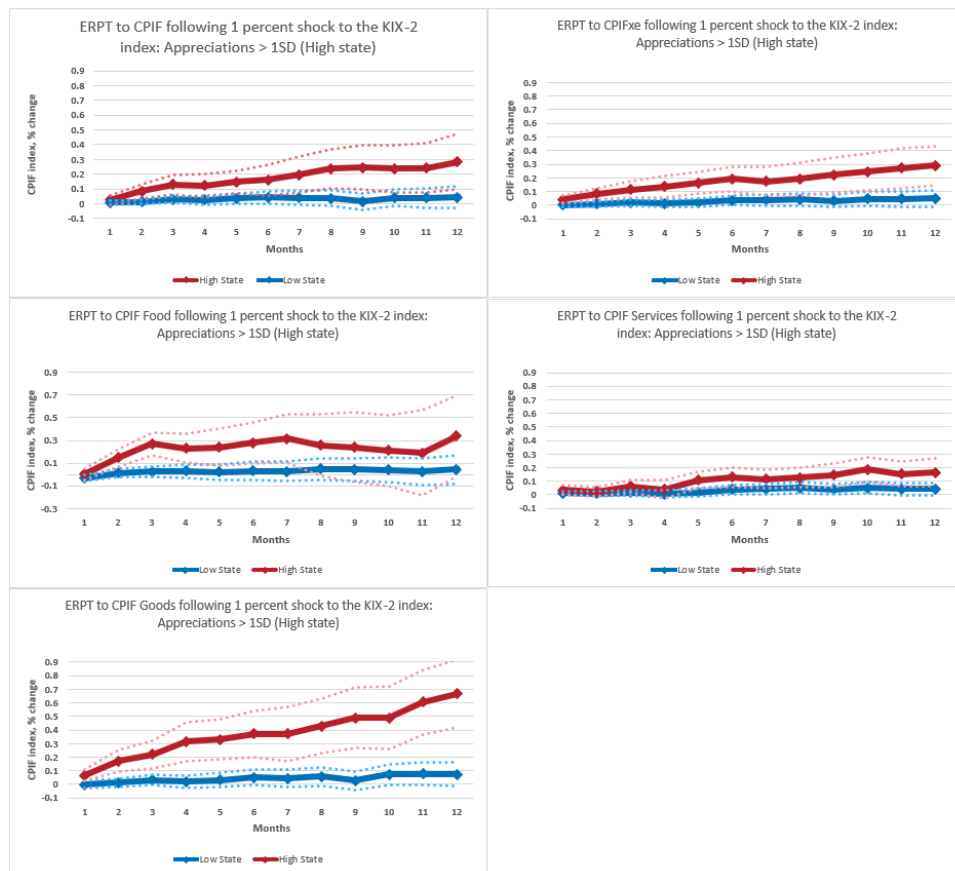 ERPT to CPIF following 1 percent shock to the KIX-2
index: Appreciations > 1SD (High state)
CPIF index, % change
0.9
0.8
0.7
0.6
0.5
0.4
0.3
0.2
0.1
0
-0.1
1 2 3 4 5 6 7 8 9 10 11 12
Months
High State Low State
ERPT to CPIFxe following 1 percent shock to the KIX-2
index: Appreciations > 1SD (High state)
CPIF index, % change
0.9
0.8
0.7
0.6
0.5
0.4
0.3
0.2
0.1
0
-0.1
1 2 3 4 5 6 7 8 9 10 11 12
Months
Low State High State
ERPT to CPIF Food following 1 percent shock to the KIX-2 index:
Appreciations > 1SD (High state)
CPIF index, % change
0.9
0.7
0.5
0.3
0.1
-0.1
-0.3
1 2 3 4 5 6 7 8 9 10 11 12
Months
Low State High State
ERPT to CPIF Services following 1 percent shock to the KIX-2
index: Appreciations > 1SD (High state)
CPIF index, % change
0.9
0.8
0.7
0.6
0.5
0.4
0.3
0.2
0.1
0
-0.1
1 2 3 4 5 6 7 8 9 10 11 12
Months
Low State High State
ERPT to CPIF Goods following 1 percent shock to the KIX-2 index:
Appreciations > 1SD (High state)
CPIF index, % change
0.9
0.8
0.7
0.6
0.5
0.4
0.3
0.2
0.1
0
-0.1
1 2 3 4 5 6 7 8 9 10 11 12
Months
Low State High State